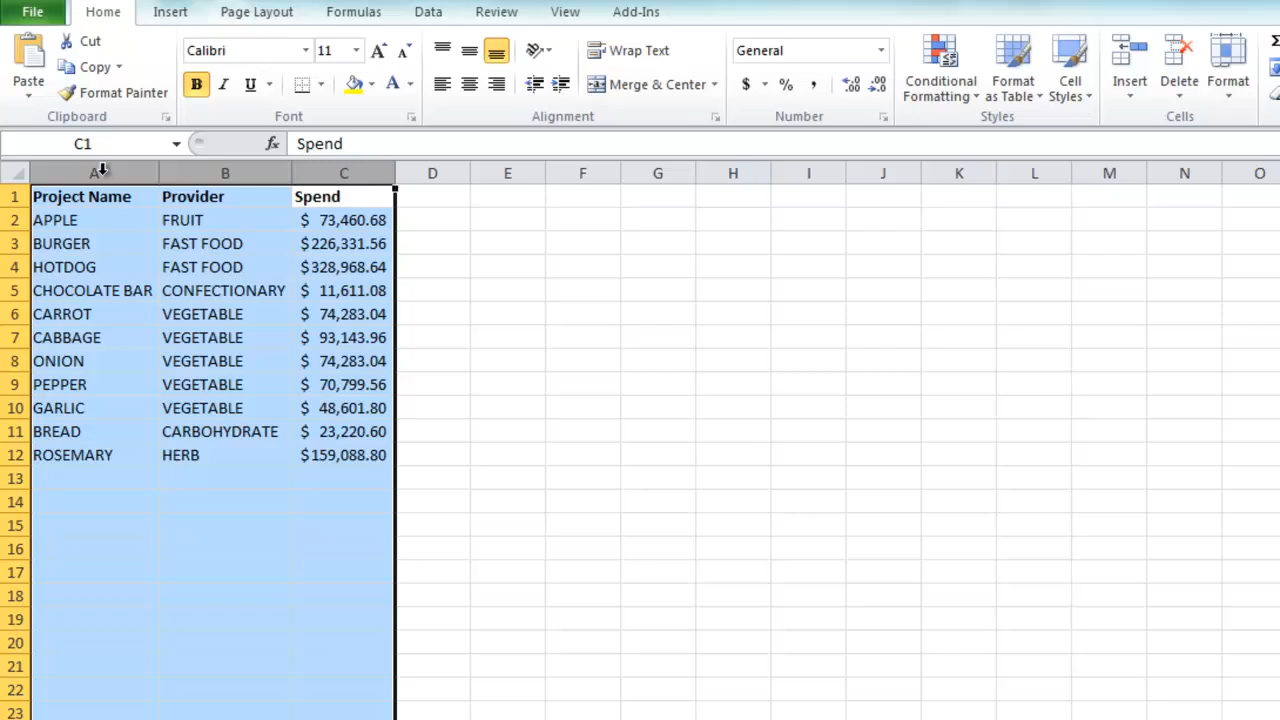 File Home Insert Page Layout Formulas Data Review View Add-Ins
Cut
Copy
Format Painter
Paste
Clipboard
Calibri 11 A A
B I U A
Font
Wrap Text
Merge & Center
Alignment
General
$ % ,
Number
Conditional Formatting
Format as Table
Cell Styles
Styles
Insert Delete Format
Cells
C1 fx Spend
A B C D E F G H I J K L M N O
1 Project Name Provider Spend
2 APPLE FRUIT $ 73,460.68
3 BURGER FAST FOOD $226,331.56
4 HOTDOG FAST FOOD $328,968.64
5 CHOCOLATE BAR CONFECTIONARY $ 11,611.08
6 CARROT VEGETABLE $ 74,283.04
7 CABBAGE VEGETABLE $ 93,143.96
8 ONION VEGETABLE $ 74,283.04
9 PEPPER VEGETABLE $ 70,799.56
10 GARLIC VEGETABLE $ 48,601.80
11 BREAD CARBOHYDRATE $ 23,220.60
12 ROSEMARY HERB $159,088.80
13
14
15
16
17
18
19
20
21
22
23